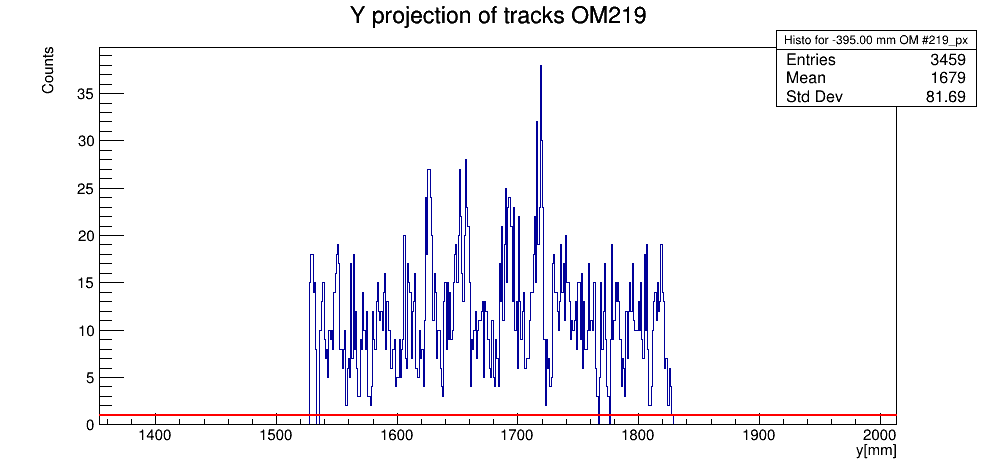 Y projection of tracks OM219
Histo for -395.00 mm OM #219_px
Entries 3459
Mean 1679
Std Dev 81.69
Counts
35
30
25
20
15
10
5
0
1400 1500 1600 1700 1800 1900 2000
y[mm]